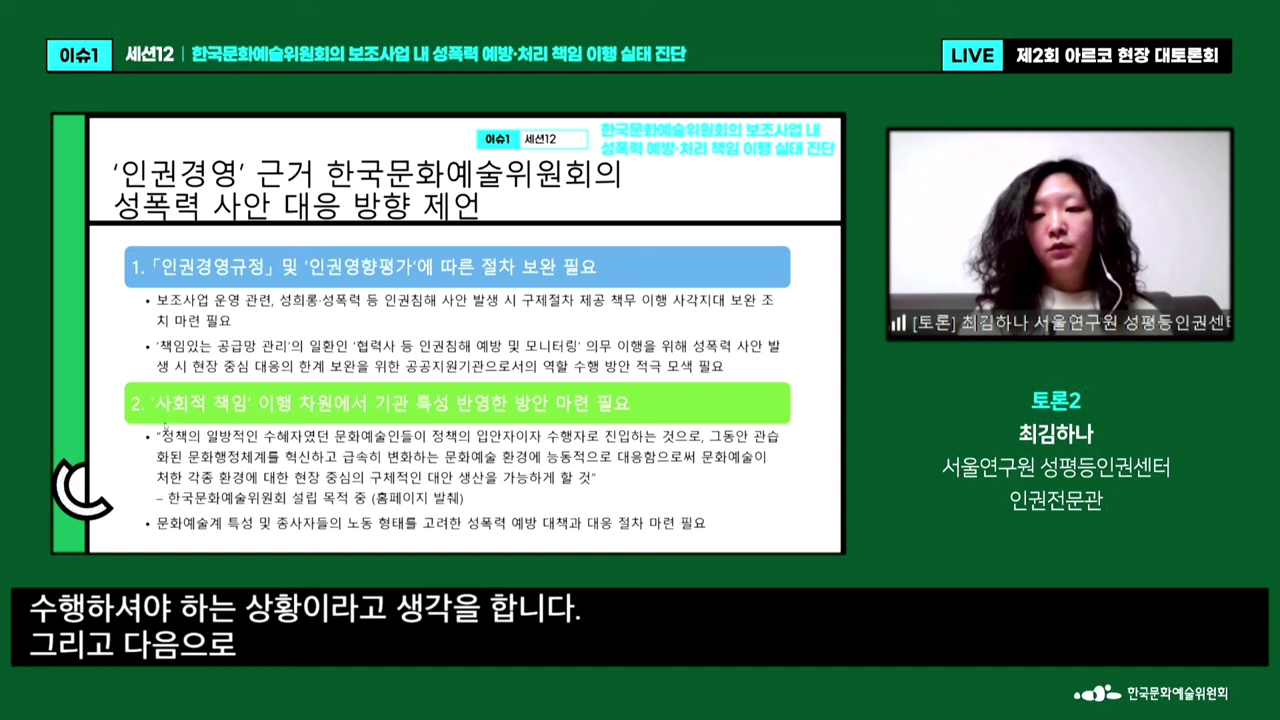 이슈1 세션12 | 한국문화예술위원회의 보조사업 내 성폭력 예방·처리 책임 이행 실태 진단
LIVE 제2회 아르코 현장 대토론회
이슈1 세션12
한국문화예술위원회의 보조사업 내
성폭력 예방·처리 책임 이행 실태 진단
‘인권경영’ 근거 한국문화예술위원회의
성폭력 사안 대응 방향 제언
1. 「인권경영규정」 및 ‘인권영향평가’에 따른 절차 보완 필요
• 보조사업 운영 관련, 성희롱·성폭력 등 인권침해 사안 발생 시 구제절차 제공 책무 이행 사각지대 보완 조
치 마련 필요
• ‘책임있는 공급망 관리’의 일환인 ‘협력사 등 인권침해 예방 및 모니터링’ 의무 이행을 위해 성폭력 사안 발
생 시 현장 중심 대응의 한계 보완을 위한 공공지원기관으로서의 역할 수행 방안 적극 모색 필요
2. ‘사회적 책임’ 이행 차원에서 기관 특성 반영한 방안 마련 필요
• “정책의 일방적인 수혜자였던 문화예술인들이 정책의 입안자이자 수행자로 진입하는 것으로, 그동안 관습
화된 문화행정체계를 혁신하고 급속히 변화하는 문화예술 환경에 능동적으로 대응함으로써 문화예술이
처한 각종 환경에 대한 현장 중심의 구체적인 대안 생산을 가능하게 할 것”
– 한국문화예술위원회 설립 목적 중 (홈페이지 발췌)
• 문화예술계 특성 및 종사자들의 노동 형태를 고려한 성폭력 예방 대책과 대응 절차 마련 필요
[토론] 최김하나 서울연구원 성평등인권센터
토론2
최김하나
서울연구원 성평등인권센터
인권전문관
수행하셔야 하는 상황이라고 생각을 합니다.
그리고 다음으로
한국문화예술위원회